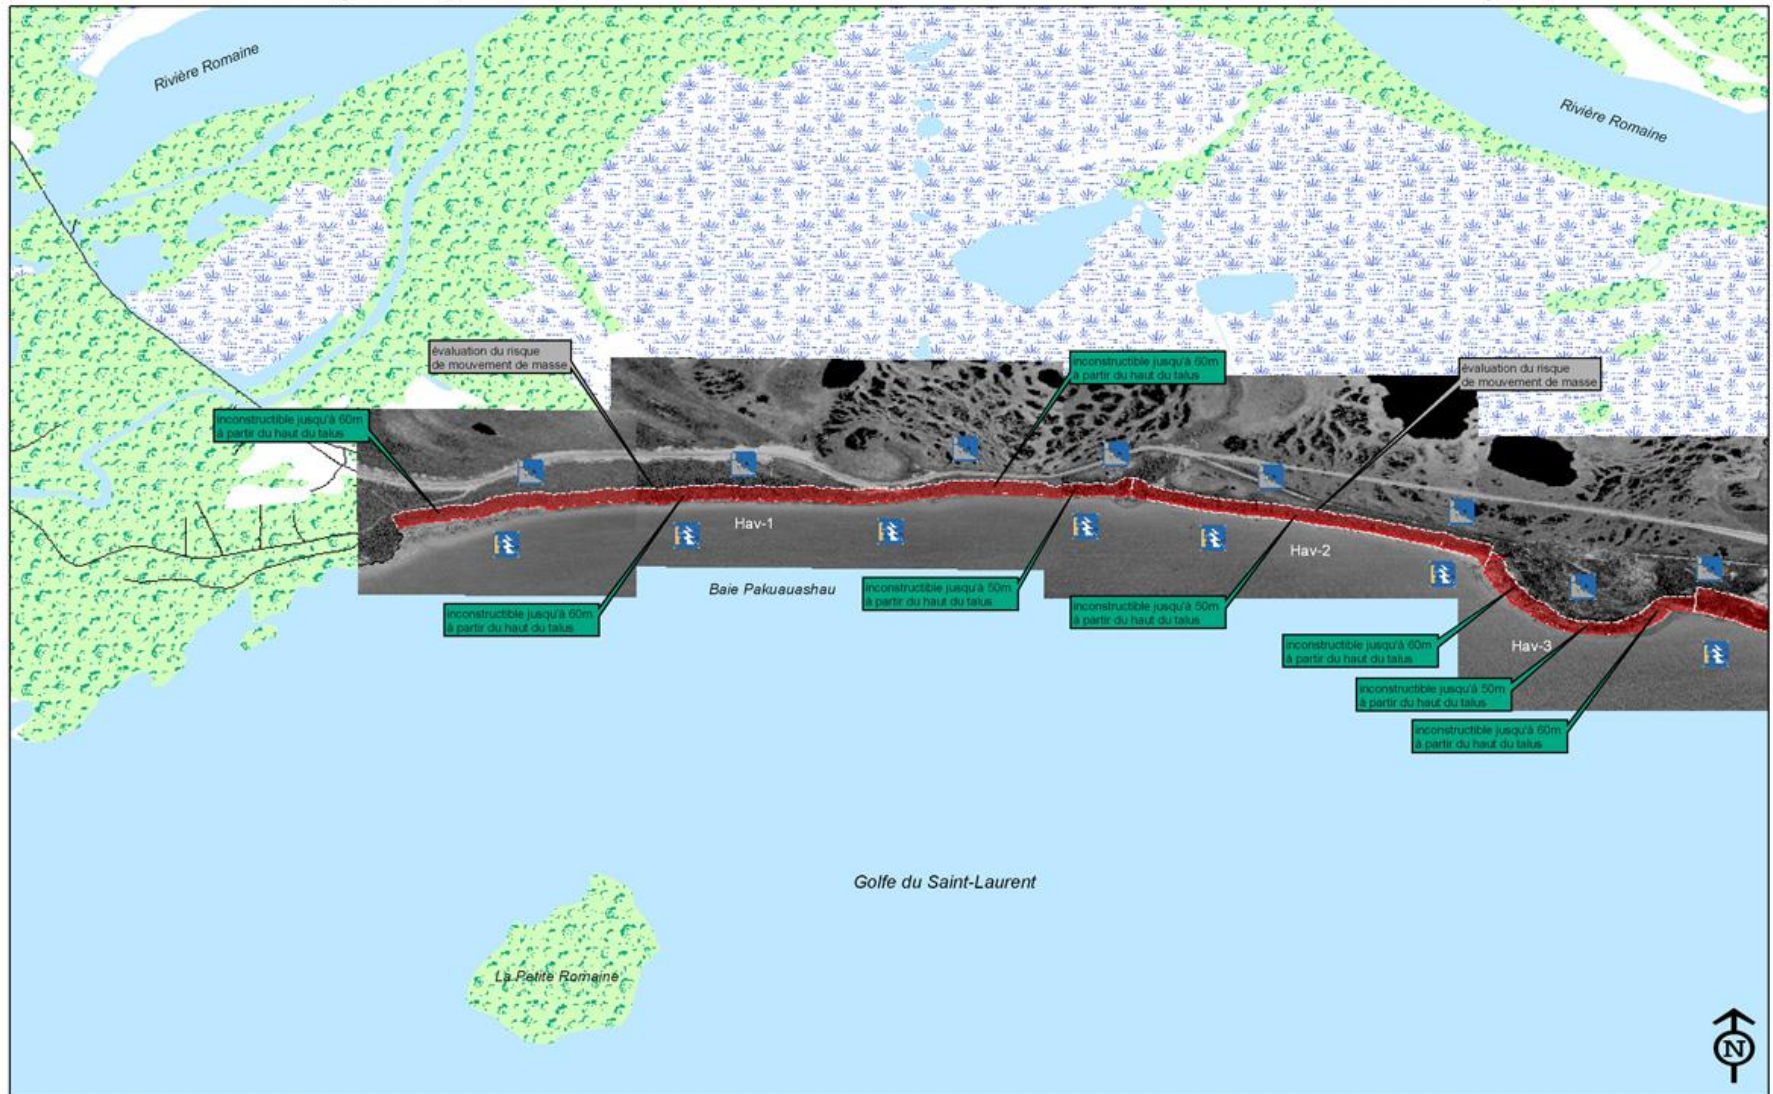 Rivière Romaine
Rivière Romaine
évaluation du risque
de mouvement de masse
inconstructible jusqu'à 60m
à partir du haut du talus
évaluation du risque
de mouvement de masse
inconstructible jusqu'à 60m
à partir du haut du talus
Hav-1
Hav-2
Baie Pakuauashau
inconstructible jusqu'à 50m
à partir du haut du talus
inconstructible jusqu'à 60m
à partir du haut du talus
inconstructible jusqu'à 50m
à partir du haut du talus
inconstructible jusqu'à 60m
à partir du haut du talus
Hav-3
inconstructible jusqu'à 50m
à partir du haut du talus
inconstructible jusqu'à 60m
à partir du haut du talus
Golfe du Saint-Laurent
La Petite Romaine
N